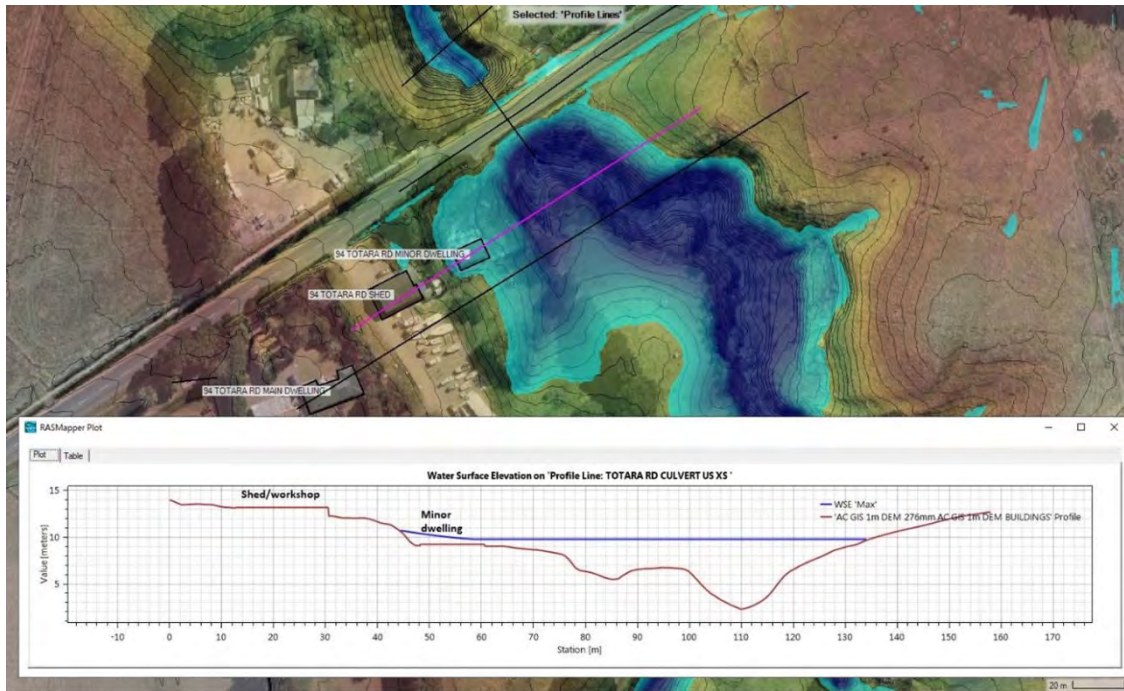 Selected: 'Profile Lines'
94 TOTARA RD MINOR DWELLING
94 TOTARA RD SHED
94 TOTARA RD MAIN DWELLING
RASMapper Plot
Plot
Table
Water Surface Elevation on 'Profile Line: TOTARA RD CULVERT US XS '
Shed/workshop
Minor
dwelling
WSE 'Max'
'AC GIS 1m DEM 276mm.AC GIS 1m DEM BUILDINGS' Profile
Value [meters]
15
10
5
-10 0 10 20 30 40 50 60 70 80 90 100 110 120 130 140 150 160 170
Station [m]
20 m